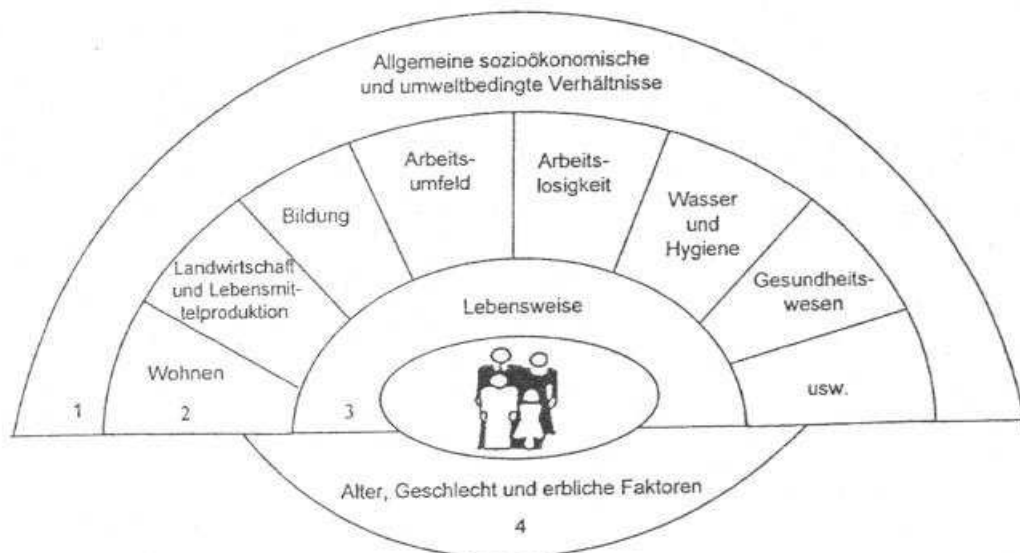 Allgemeine sozioökonomische
und umweltbedingte Verhältnisse
Arbeits-
umfeld
Arbeits-
losigkeit
Bildung
Wasser
und
Hygiene
Landwirtschaft
und Lebensmit-
telproduktion
Gesundheits-
wesen
Lebensweise
Wohnen
usw.
1
2
3
Alter, Geschlecht und erbliche Faktoren
4